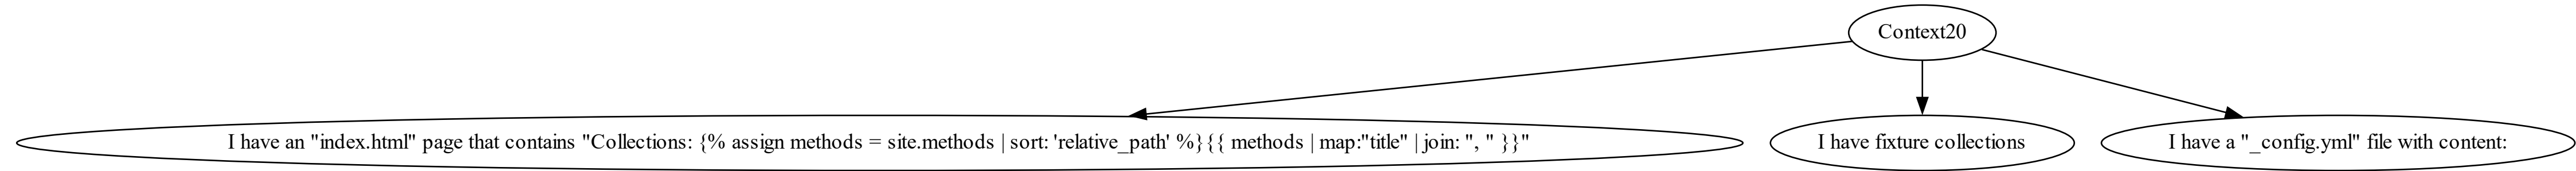 Context20
I have an "index.html" page that contains "Collections: {% assign methods = site.methods | sort: 'relative_path' %}{{ methods | map:"title" | join: ", " }}"
I have fixture collections
I have a "_config.yml" file with content: